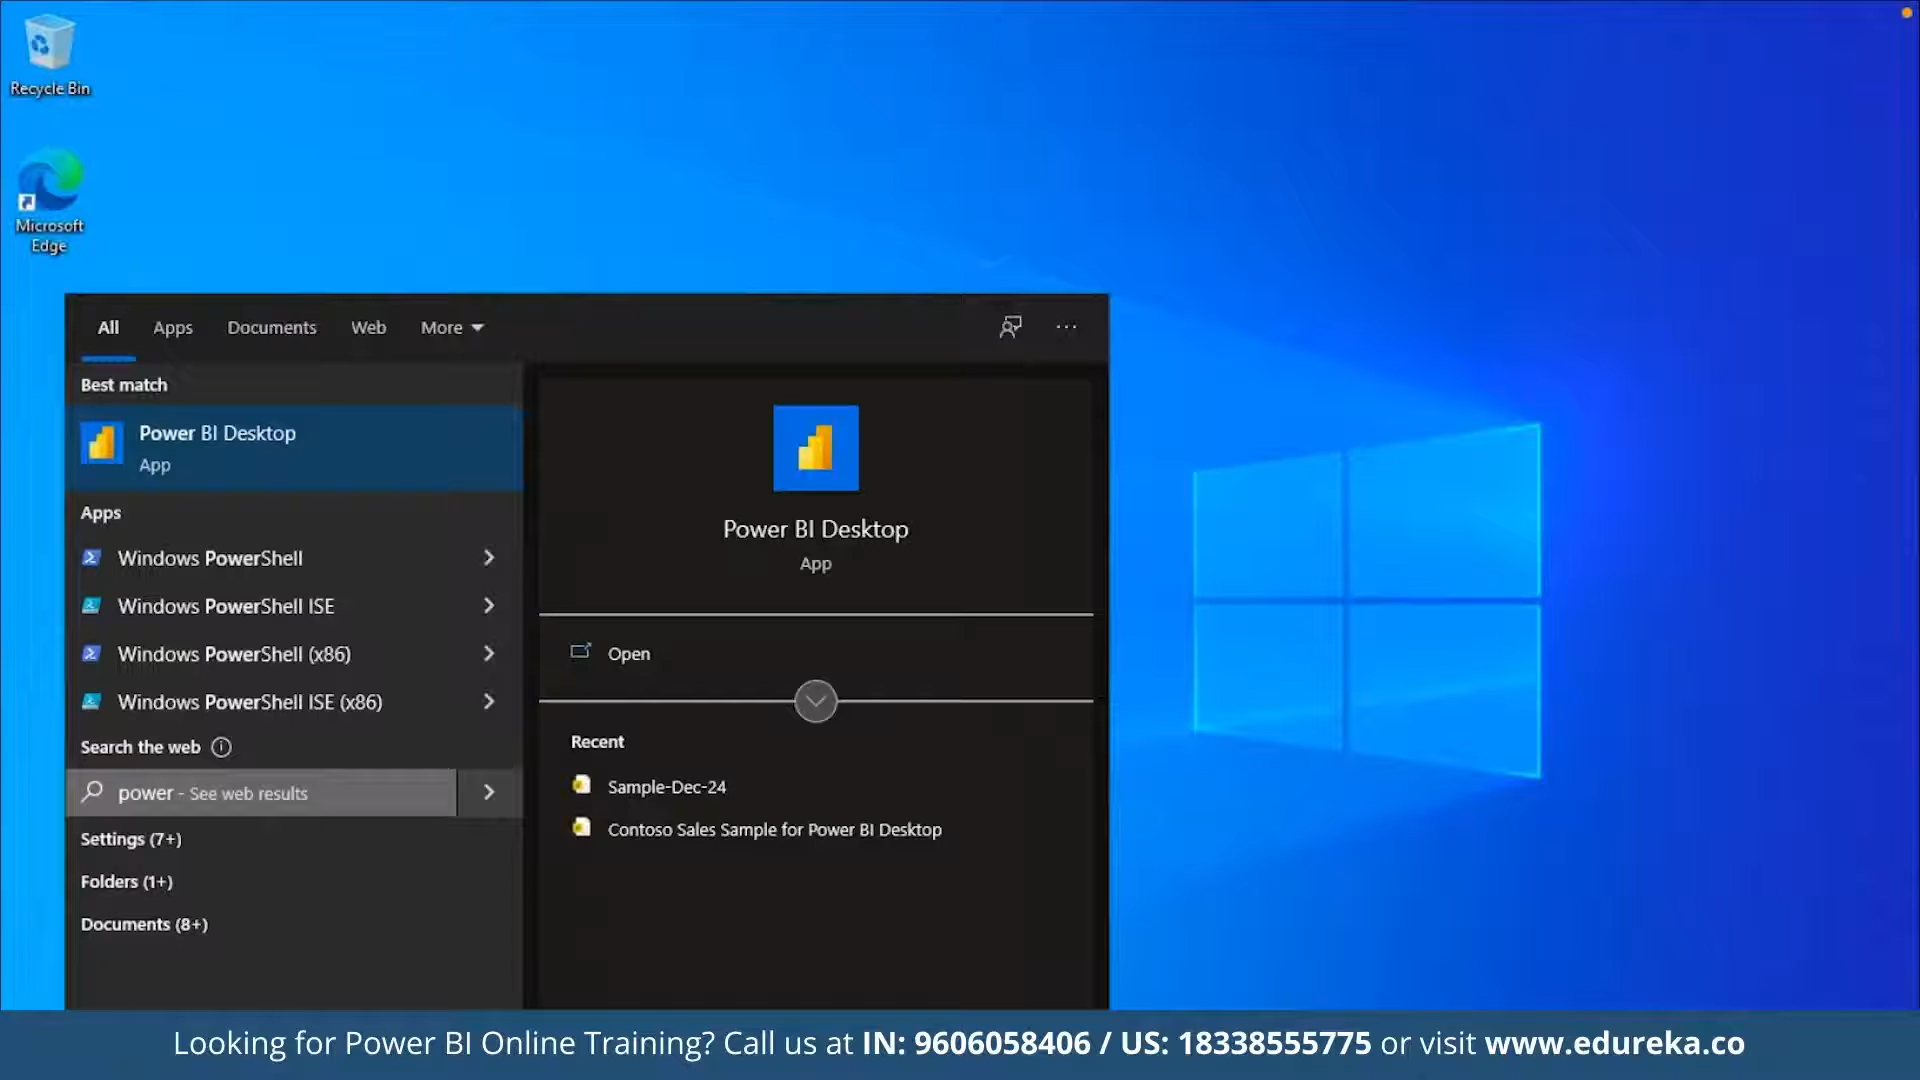 Recycle Bin
Microsoft
Edge
All Apps Documents Web More
Best match
Power BI Desktop
App
Apps
Windows PowerShell
Windows PowerShell ISE
Windows PowerShell (x86)
Windows PowerShell ISE (x86)
Search the web
power - See web results
Settings (7+)
Folders (1+)
Documents (8+)
Power BI Desktop
App
Open
Recent
Sample-Dec-24
Contoso Sales Sample for Power BI Desktop
Looking for Power BI Online Training? Call us at IN: 9606058406 / US: 18338555775 or visit www.edureka.co